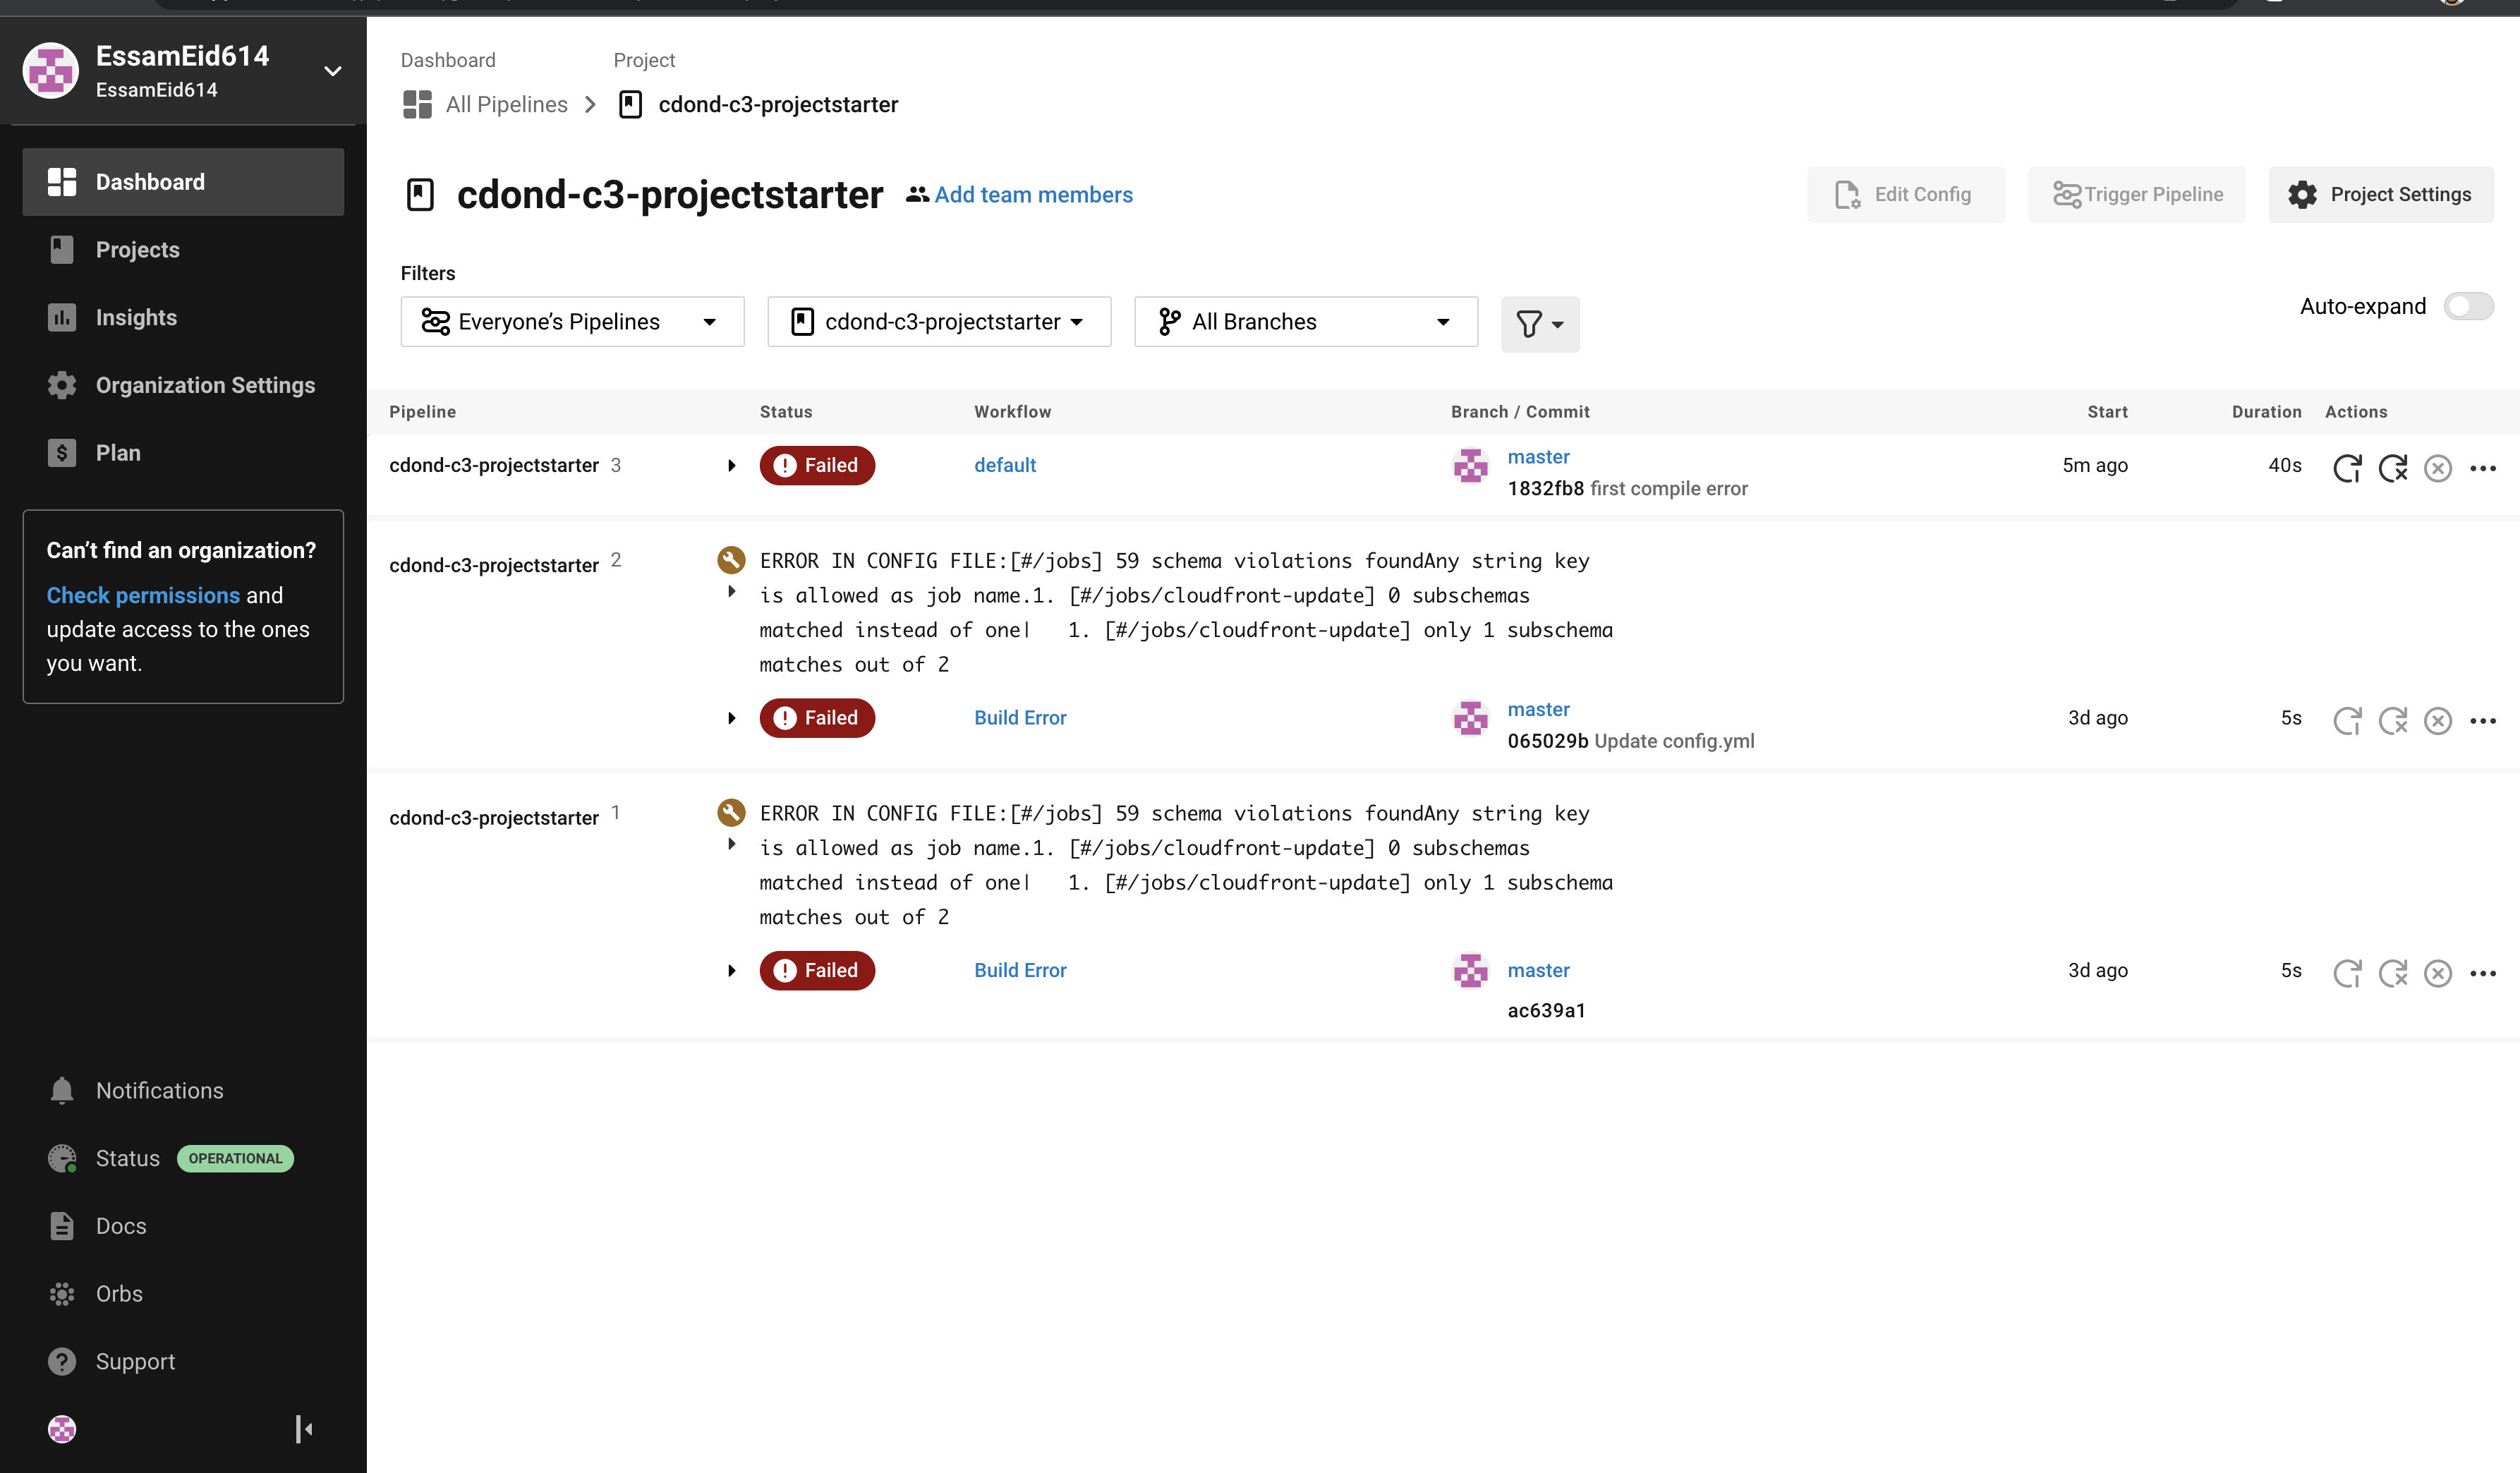 EssamEid614
EssamEid614
Dashboard
Projects
Insights
Organization Settings
Plan
Can’t find an organization?
Check permissions and
update access to the ones
you want.
Notifications
Status OPERATIONAL
Docs
Orbs
Support
Dashboard Project
All Pipelines cdond-c3-projectstarter
cdond-c3-projectstarter Add team members
Edit Config Trigger Pipeline Project Settings
Filters
Everyone’s Pipelines cdond-c3-projectstarter All Branches
Auto-expand
Pipeline Status Workflow Branch / Commit Start Duration Actions
cdond-c3-projectstarter 3 Failed default master 5m ago 40s
1832fb8 first compile error
cdond-c3-projectstarter 2 ERROR IN CONFIG FILE:[#/jobs] 59 schema violations foundAny string key
is allowed as job name.1. [#/jobs/cloudfront-update] 0 subschemas
matched instead of one| 1. [#/jobs/cloudfront-update] only 1 subschema
matches out of 2
Failed Build Error master 3d ago 5s
065029b Update config.yml
cdond-c3-projectstarter 1 ERROR IN CONFIG FILE:[#/jobs] 59 schema violations foundAny string key
is allowed as job name.1. [#/jobs/cloudfront-update] 0 subschemas
matched instead of one| 1. [#/jobs/cloudfront-update] only 1 subschema
matches out of 2
Failed Build Error master 3d ago 5s
ac639a1